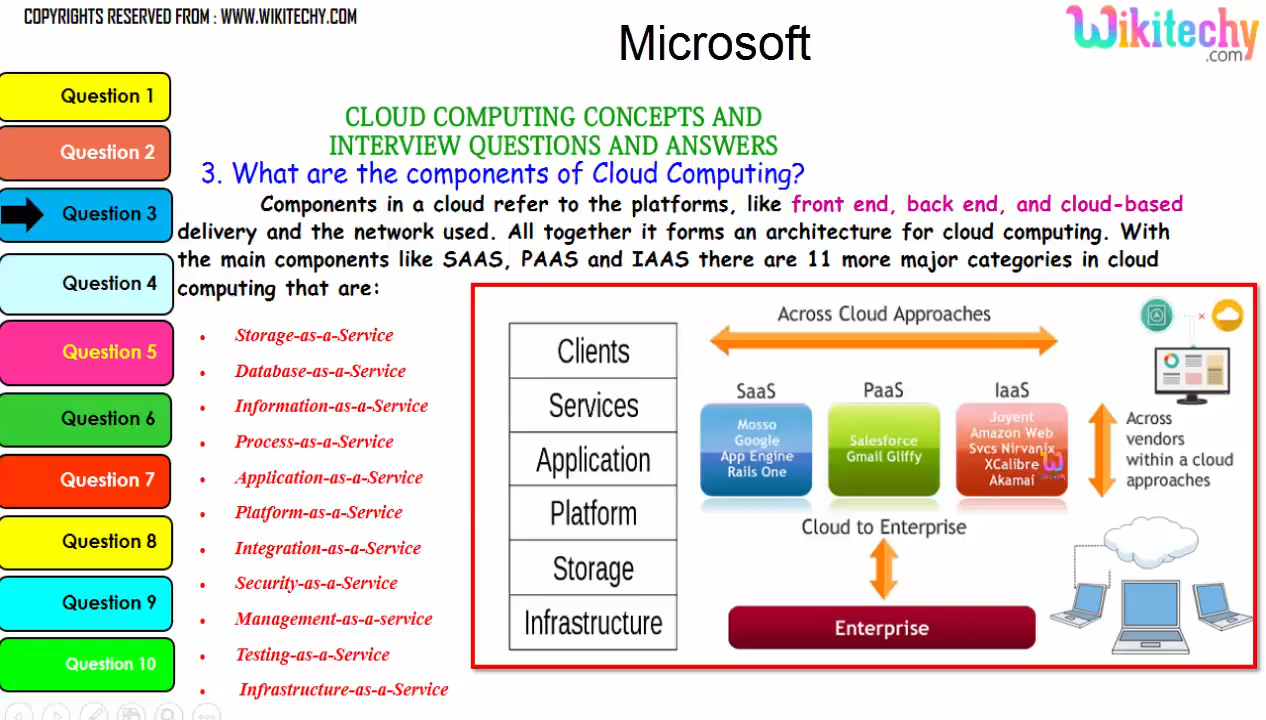 COPYRIGHTS RESERVED FROM : WWW.WIKITECHY.COM
Microsoft
Wikitechy
.com
Question 1
Question 2
Question 3
Question 4
Question 5
Question 6
Question 7
Question 8
Question 9
Question 10
CLOUD COMPUTING CONCEPTS AND
INTERVIEW QUESTIONS AND ANSWERS
3. What are the components of Cloud Computing?
Components in a cloud refer to the platforms, like front end, back end, and cloud-based
delivery and the network used. All together it forms an architecture for cloud computing. With
the main components like SAAS, PAAS and IAAS there are 11 more major categories in cloud
computing that are:
• Storage-as-a-Service
• Database-as-a-Service
• Information-as-a-Service
• Process-as-a-Service
• Application-as-a-Service
• Platform-as-a-Service
• Integration-as-a-Service
• Security-as-a-Service
• Management-as-a-service
• Testing-as-a-Service
• Infrastructure-as-a-Service
Clients
Services
Application
Platform
Storage
Infrastructure
Across Cloud Approaches
SaaS
Mosso
Google
App Engine
Rails One
PaaS
Salesforce
Gmail Gliffy
IaaS
Joyent
Amazon Web
Svcs Nirvanix
XCalibre
Akamai
Across
vendors
within a cloud
approaches
Cloud to Enterprise
Enterprise